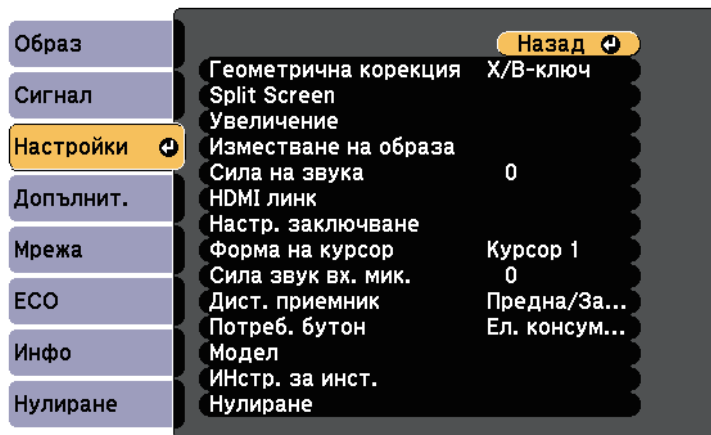 Образ
Сигнал
Настройки
Допълнит.
Мрежа
ECO
Инфо
Нулиране
Назад
Геометрична корекция Х/В-ключ
Split Screen
Увеличение
Изместване на образа
Сила на звука 0
HDMI линк
Настр. заключване
Форма на курсор Курсор 1
Сила звук вх. мик. 0
Дист. приемник Предна/За...
Потреб. бутон Ел. консум...
Модел
ИНстр. за инст.
Нулиране